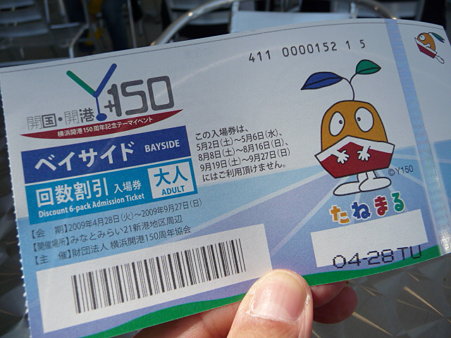 411 0000152 1 5
Y+150
開国・開港
横浜開港150周年記念テーマイベント
ベイサイド BAYSIDE
回数割引 入場券
Discount 6-pack Admission Ticket
大人
ADULT
この入場券は、
5月2日(土)～5月6日(水)、
8月8日(土)～8月16日(日)、
9月19日(土)～9月27日(日)
にはご利用頂けません。
会 期】2009年4月28日(火)～2009年9月27日(日)
【開催場所】みなとみらい21新港地区周辺
【主 催】財団法人 横浜開港150周年協会
©Y150
たねまる
04-28TU